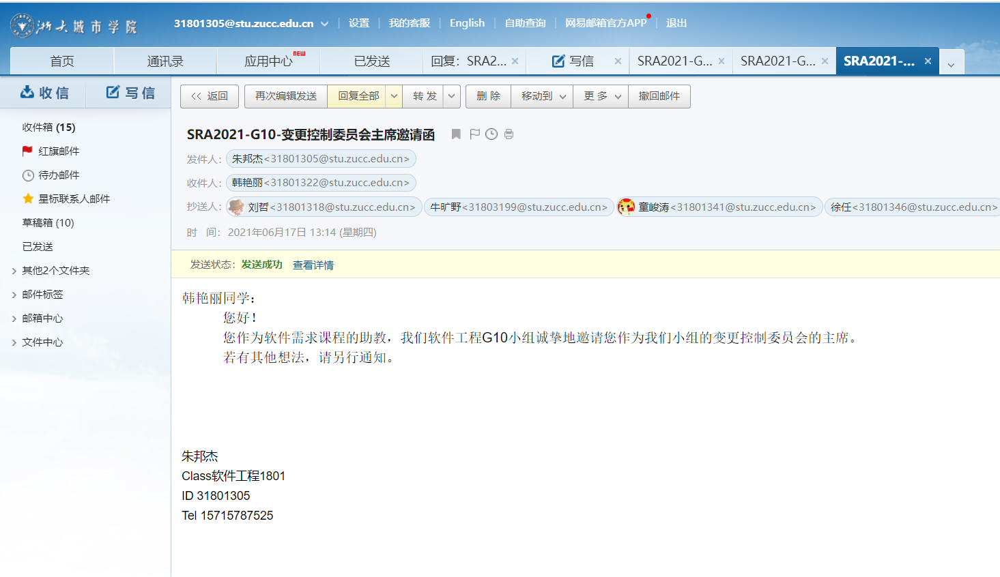 浙大城市学院
31801305@stu.zucc.edu.cn 设置 我的客服 English 自助查询 网易邮箱官方APP 退出
首页 通讯录 应用中心 NEW 已发送 回复：SRA2... 写信 SRA2021-G... SRA2021-G... SRA2021-...
收信 写信
<< 返回 再次编辑发送 回复全部 转 发 删 除 移动到 更 多 撤回邮件
收件箱 (15)
红旗邮件
待办邮件
星标联系人邮件
草稿箱 (10)
已发送
其他2个文件夹
邮件标签
邮箱中心
文件中心
SRA2021-G10-变更控制委员会主席邀请函
发件人： 朱邦杰<31801305@stu.zucc.edu.cn>
收件人： 韩艳丽<31801322@stu.zucc.edu.cn>
抄送人： 刘哲<31801318@stu.zucc.edu.cn> 牛旷野<31803199@stu.zucc.edu.cn> 童峻涛<31801341@stu.zucc.edu.cn> 徐任<31801346@stu.zucc.edu.cn>
时 间： 2021年06月17日 13:14 (星期四)
发送状态：发送成功 查看详情
韩艳丽同学：
您好！
您作为软件需求课程的助教，我们软件工程G10小组诚挚地邀请您作为我们小组的变更控制委员会的主席。
若有其他想法，请另行通知。
朱邦杰
Class软件工程1801
ID 31801305
Tel 15715787525